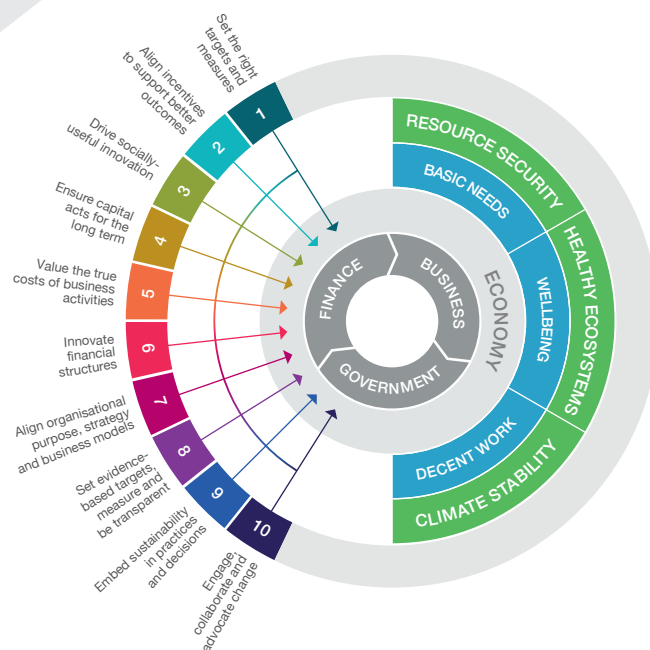 Set the right
targets and
measures
1
Align incentives
to support better
outcomes
2
Drive socially-
useful innovation
3
Ensure capital
acts for the
long term
4
Value the true
costs of business
activities
5
Innovate
financial
structures
6
Align organisational
purpose, strategy
and business models
7
Set evidence-
based targets,
measure and
be transparent
8
Embed sustainability
in practices
and decisions
9
Engage,
collaborate and
advocate change
10
FINANCE
BUSINESS
GOVERNMENT
ECONOMY
BASIC NEEDS
WELLBEING
DECENT WORK
RESOURCE SECURITY
HEALTHY ECOSYSTEMS
CLIMATE STABILITY